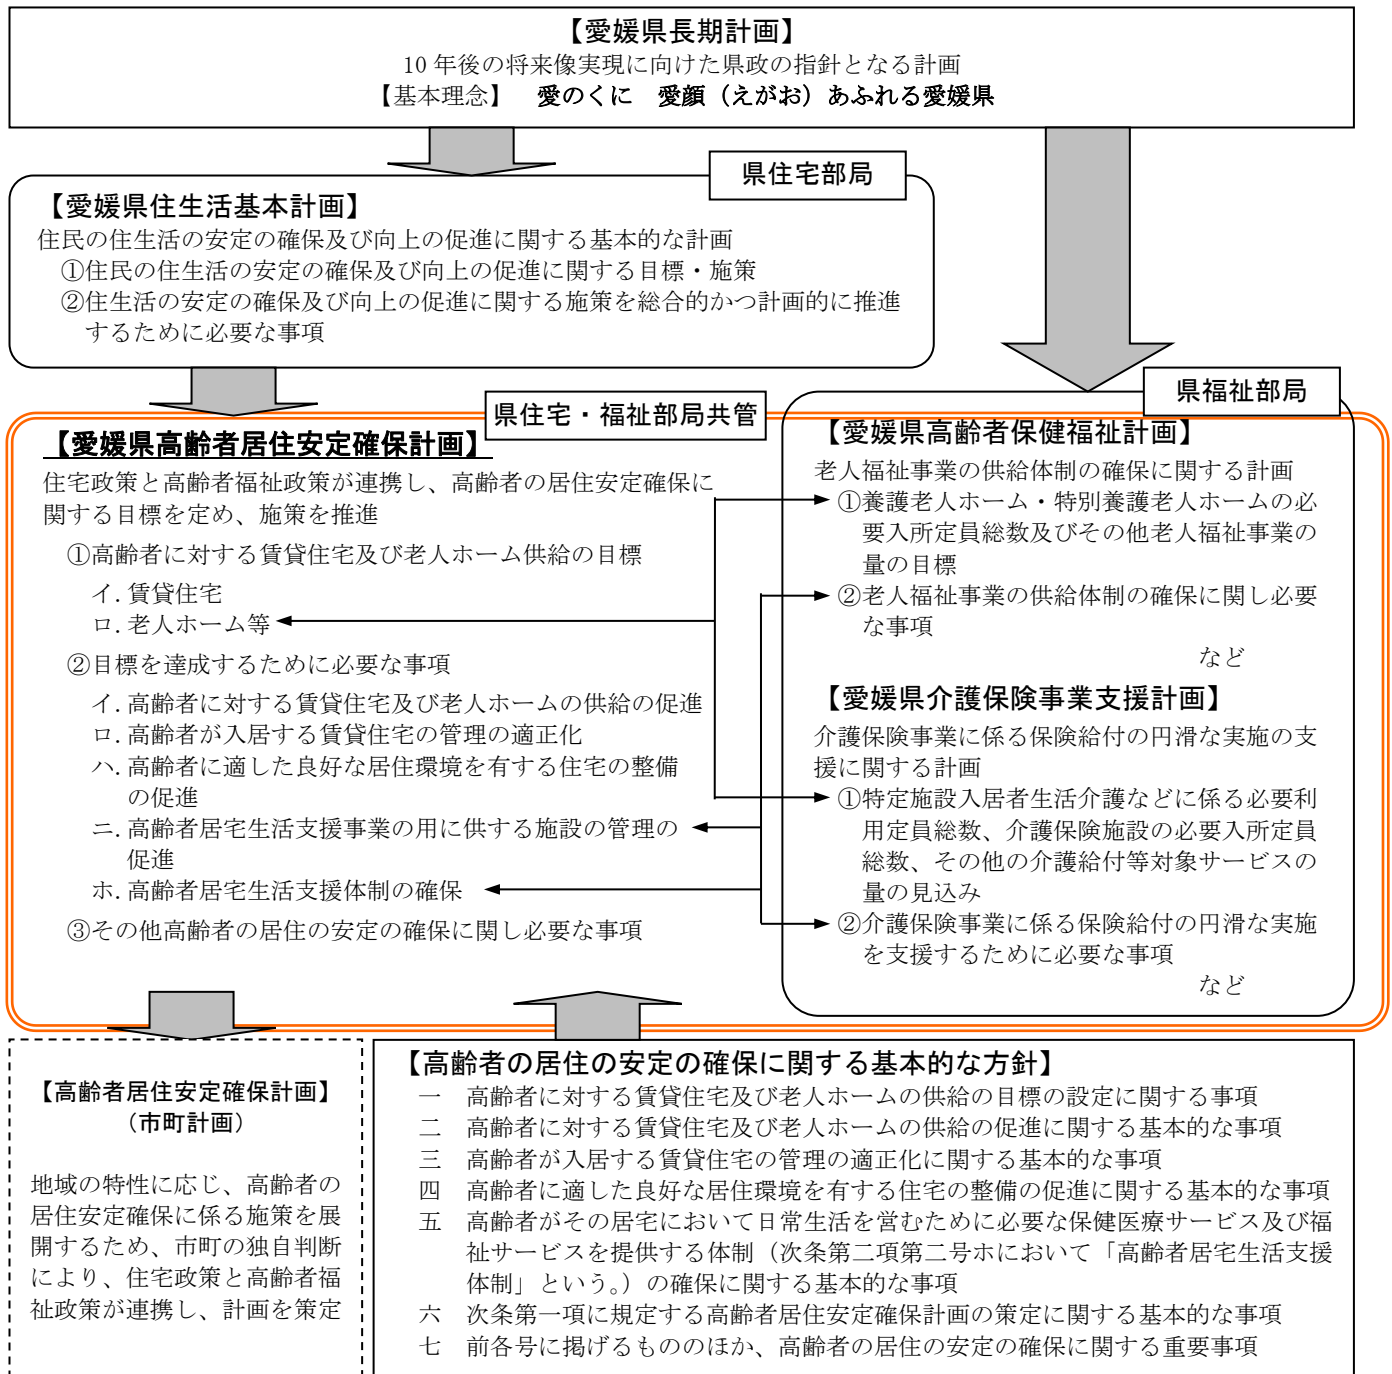 【愛媛県長期計画】
10 年後の将来像実現に向けた県政の指針となる計画
【基本理念】　愛のくに　愛顔（えがお）あふれる愛媛県
県住宅部局
【愛媛県住生活基本計画】
住民の住生活の安定の確保及び向上の促進に関する基本的な計画
①住民の住生活の安定の確保及び向上の促進に関する目標・施策
②住生活の安定の確保及び向上の促進に関する施策を総合的かつ計画的に推進
するために必要な事項
県住宅・福祉部局共管
【愛媛県高齢者居住安定確保計画】
住宅政策と高齢者福祉政策が連携し、高齢者の居住安定確保に
関する目標を定め、施策を推進
①高齢者に対する賃貸住宅及び老人ホーム供給の目標
イ．賃貸住宅
ロ．老人ホーム等
②目標を達成するために必要な事項
イ．高齢者に対する賃貸住宅及び老人ホームの供給の促進
ロ．高齢者が入居する賃貸住宅の管理の適正化
ハ．高齢者に適した良好な居住環境を有する住宅の整備
の促進
ニ．高齢者居宅生活支援事業の用に供する施設の管理の
促進
ホ．高齢者居宅生活支援体制の確保
③その他高齢者の居住の安定の確保に関し必要な事項
県福祉部局
【愛媛県高齢者保健福祉計画】
老人福祉事業の供給体制の確保に関する計画
①養護老人ホーム・特別養護老人ホームの必
要入所定員総数及びその他老人福祉事業の
量の目標
②老人福祉事業の供給体制の確保に関し必要
な事項
など
【愛媛県介護保険事業支援計画】
介護保険事業に係る保険給付の円滑な実施の支
援に関する計画
①特定施設入居者生活介護などに係る必要利
用定員総数、介護保険施設の必要入所定員
総数、その他の介護給付等対象サービスの
量の見込み
②介護保険事業に係る保険給付の円滑な実施
を支援するために必要な事項
など
【高齢者居住安定確保計画】
（市町計画）
地域の特性に応じ、高齢者の
居住安定確保に係る施策を展
開するため、市町の独自判断
により、住宅政策と高齢者福
祉政策が連携し、計画を策定
【高齢者の居住の安定の確保に関する基本的な方針】
一　高齢者に対する賃貸住宅及び老人ホームの供給の目標の設定に関する事項
二　高齢者に対する賃貸住宅及び老人ホームの供給の促進に関する基本的な事項
三　高齢者が入居する賃貸住宅の管理の適正化に関する基本的な事項
四　高齢者に適した良好な居住環境を有する住宅の整備の促進に関する基本的な事項
五　高齢者がその居宅において日常生活を営むために必要な保健医療サービス及び福
祉サービスを提供する体制（次条第二項第二号ホにおいて「高齢者居宅生活支援
体制」という。）の確保に関する基本的な事項
六　次条第一項に規定する高齢者居住安定確保計画の策定に関する基本的な事項
七　前各号に掲げるもののほか、高齢者の居住の安定の確保に関する重要事項